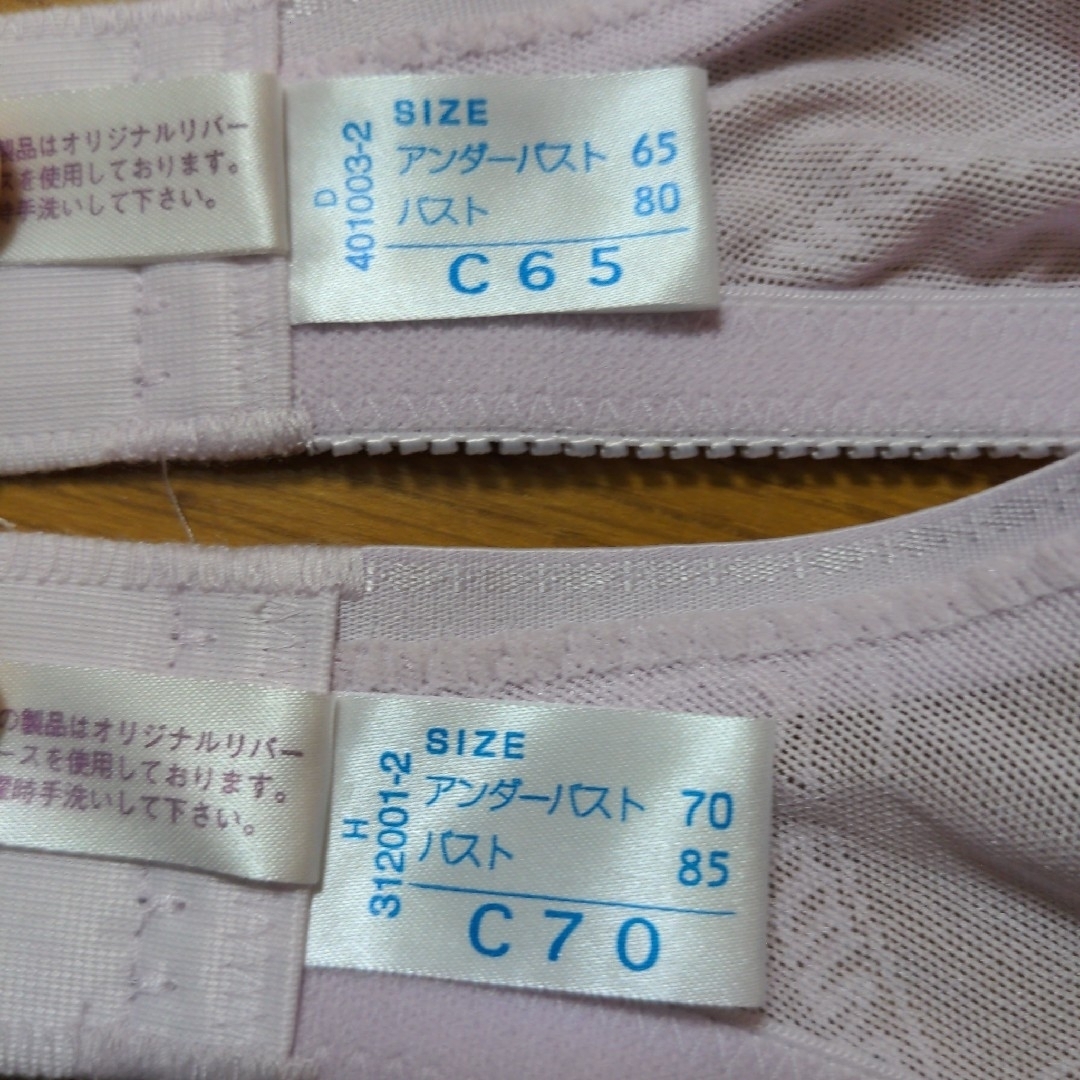 製品はオリジナルリバー
スを使用しております。
手洗いして下さい。
D
401003-2
SIZE
アンダーバスト 65
バスト 80
C65
の製品はオリジナルリバー
ースを使用しております。
時手洗いして下さい。
H
312001-2
SIZE
アンダーバスト 70
バスト 85
C70